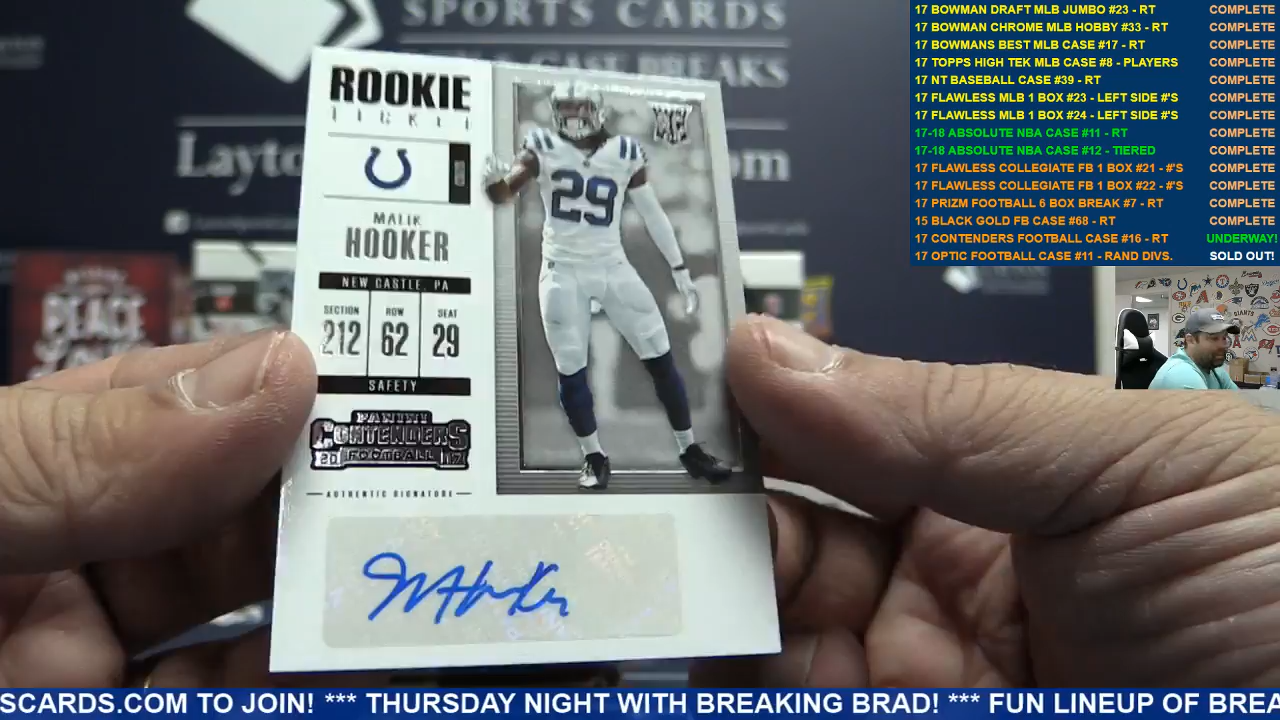 SPORTS CARDS
CASE BREAKS
Layto
om
ROOKIE
TICKET
MALIK
HOOKER
NEW CASTLE, PA
SECTION ROW SEAT
212 62 29
SAFETY
PANINI
CONTENDERS
20 FOOTBALL 17
AUTHENTIC SIGNATURE
29
RC
PEACE
17 BOWMAN DRAFT MLB JUMBO #23 - RT COMPLETE
17 BOWMAN CHROME MLB HOBBY #33 - RT COMPLETE
17 BOWMANS BEST MLB CASE #17 - RT COMPLETE
17 TOPPS HIGH TEK MLB CASE #8 - PLAYERS COMPLETE
17 NT BASEBALL CASE #39 - RT COMPLETE
17 FLAWLESS MLB 1 BOX #23 - LEFT SIDE #'S COMPLETE
17 FLAWLESS MLB 1 BOX #24 - LEFT SIDE #'S COMPLETE
17-18 ABSOLUTE NBA CASE #11 - RT COMPLETE
17-18 ABSOLUTE NBA CASE #12 - TIERED COMPLETE
17 FLAWLESS COLLEGIATE FB 1 BOX #21 - #'S COMPLETE
17 FLAWLESS COLLEGIATE FB 1 BOX #22 - #'S COMPLETE
17 PRIZM FOOTBALL 6 BOX BREAK #7 - RT COMPLETE
15 BLACK GOLD FB CASE #68 - RT COMPLETE
17 CONTENDERS FOOTBALL CASE #16 - RT UNDERWAY!
17 OPTIC FOOTBALL CASE #11 - RAND DIVS. SOLD OUT!
SCARDS.COM TO JOIN! *** THURSDAY NIGHT WITH BREAKING BRAD! *** FUN LINEUP OF BREA